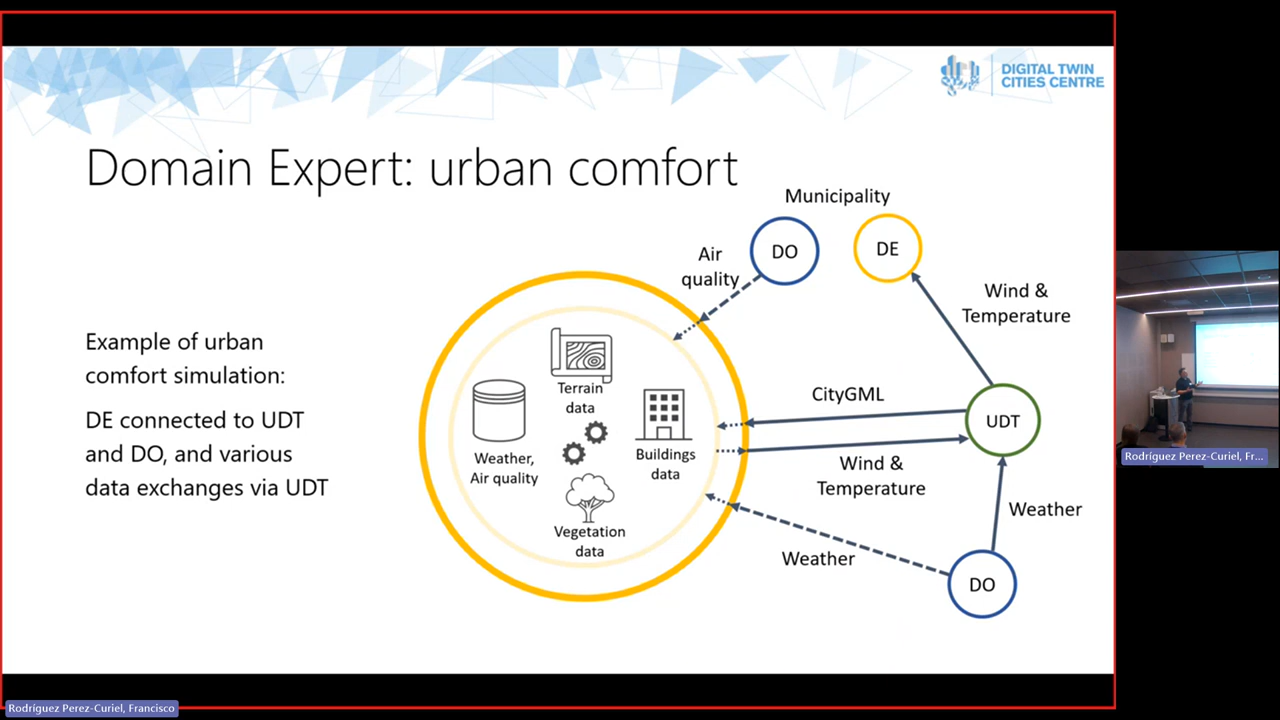 DIGITAL TWIN
CITIES CENTRE
Domain Expert: urban comfort
Municipality
DO
DE
Air
quality
Wind &
Temperature
Example of urban
comfort simulation:
DE connected to UDT
and DO, and various
data exchanges via UDT
Terrain
data
Weather,
Air quality
Buildings
data
Vegetation
data
CityGML
UDT
Wind &
Temperature
Weather
Weather
DO
Rodríguez Perez-Curiel, Fr...
Rodríguez Perez-Curiel, Francisco